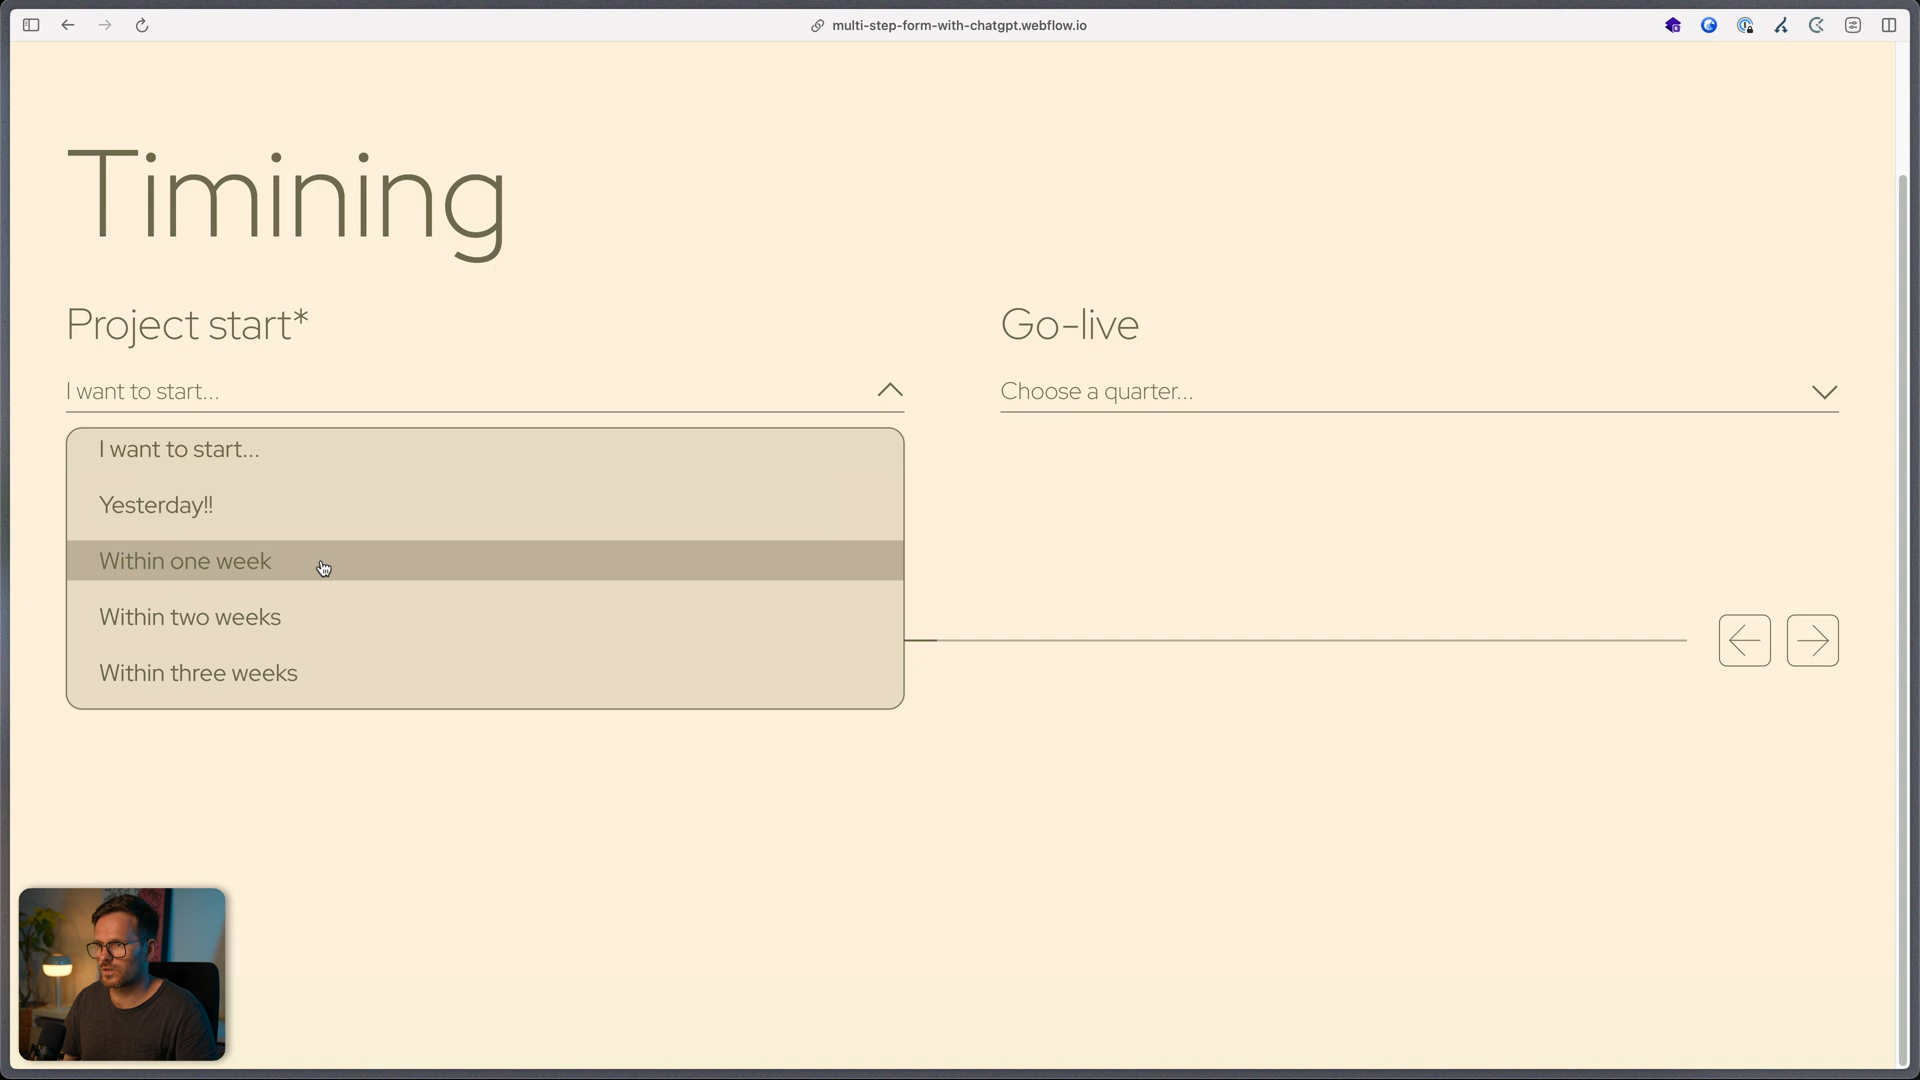 multi-step-form-with-chatgpt.webflow.io
Timining
Project start*
Go-live
I want to start...
Choose a quarter...
I want to start...
Yesterday!!
Within one week
Within two weeks
Within three weeks